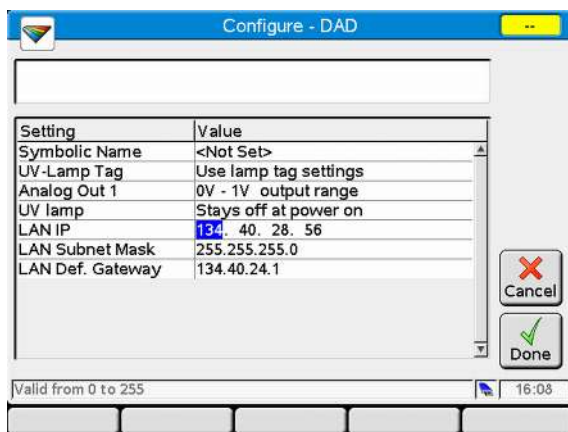 Configure - DAD
--
Setting Value
Symbolic Name <Not Set>
UV-Lamp Tag Use lamp tag settings
Analog Out 1 0V - 1V output range
UV lamp Stays off at power on
LAN IP 134. 40. 28. 56
LAN Subnet Mask 255.255.255.0
LAN Def. Gateway 134.40.24.1
Cancel
Done
Valid from 0 to 255 16:08